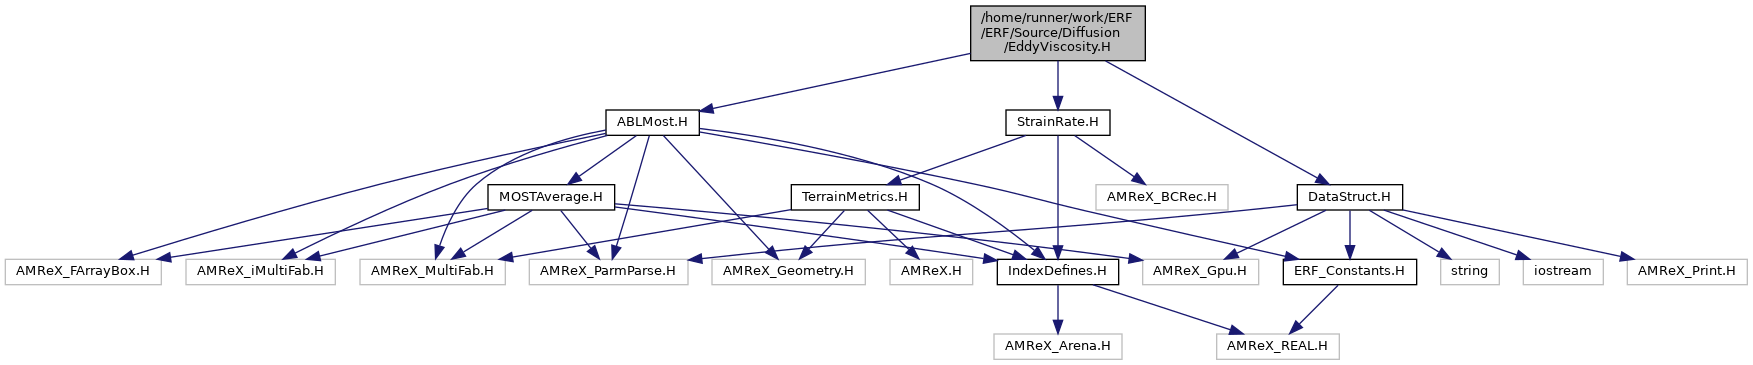 /home/runner/work/ERF
/ERF/Source/Diffusion
/EddyViscosity.H
ABLMost.H
StrainRate.H
MOSTAverage.H
TerrainMetrics.H
AMReX_BCRec.H
DataStruct.H
AMReX_FArrayBox.H
AMReX_iMultiFab.H
AMReX_MultiFab.H
AMReX_ParmParse.H
AMReX_Geometry.H
AMReX.H
IndexDefines.H
AMReX_Gpu.H
ERF_Constants.H
string
iostream
AMReX_Print.H
AMReX_Arena.H
AMReX_REAL.H